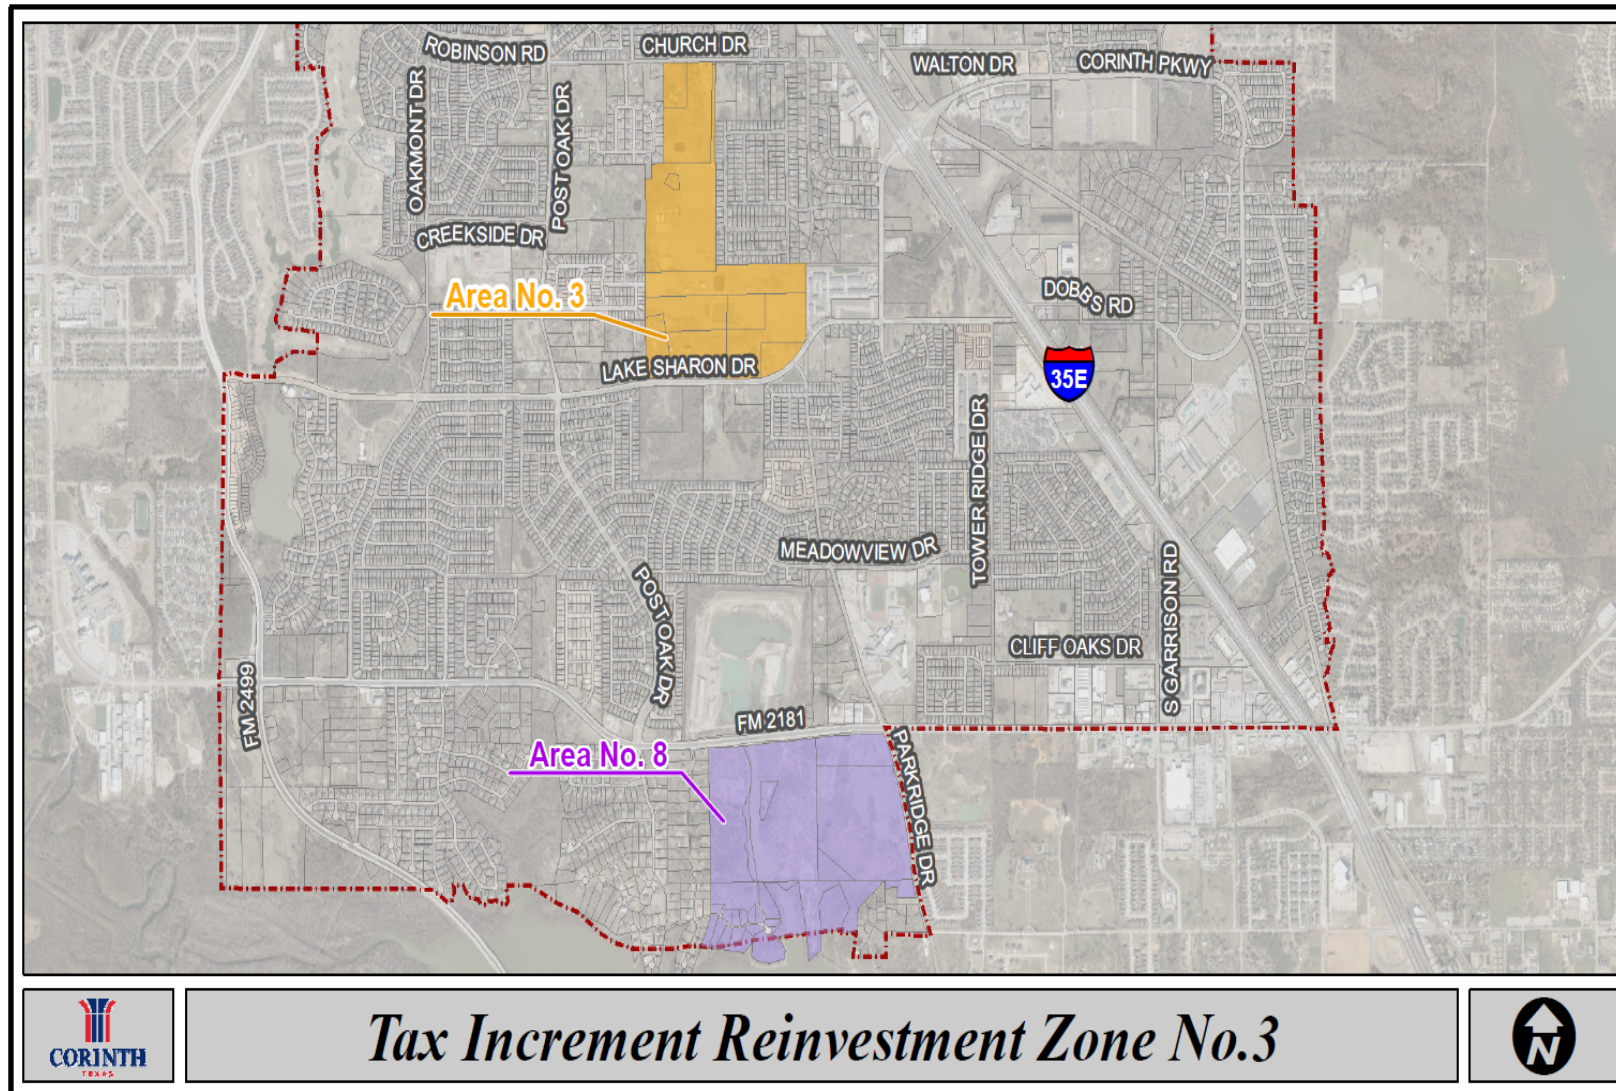 ROBINSON RD
CHURCH DR
WALTON DR
CORINTH PKWY
OAKMONT DR
POST OAK DR
CREEKSIDE DR
Area No. 3
DOBBS RD
LAKE SHARON DR
35E
TOWER RIDGE DR
MEADOWVIEW DR
S GARRISON RD
POST OAK DR
CLIFF OAKS DR
FM 2499
FM 2181
Area No. 8
PARKRIDGE DR
CORINTH
TEXAS
Tax Increment Reinvestment Zone No.3
N